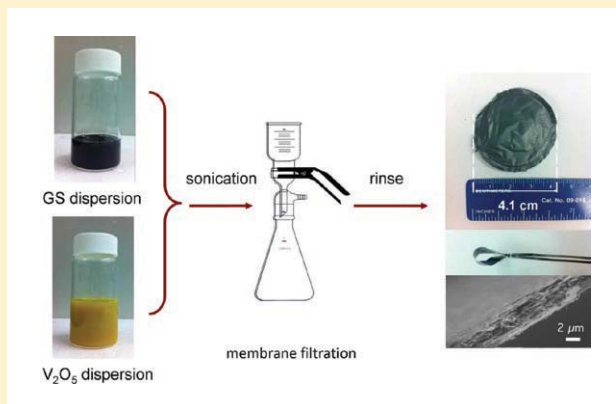 GS dispersion
V₂O₅ dispersion
sonication
membrane filtration
rinse
4.1 cm
2 μm